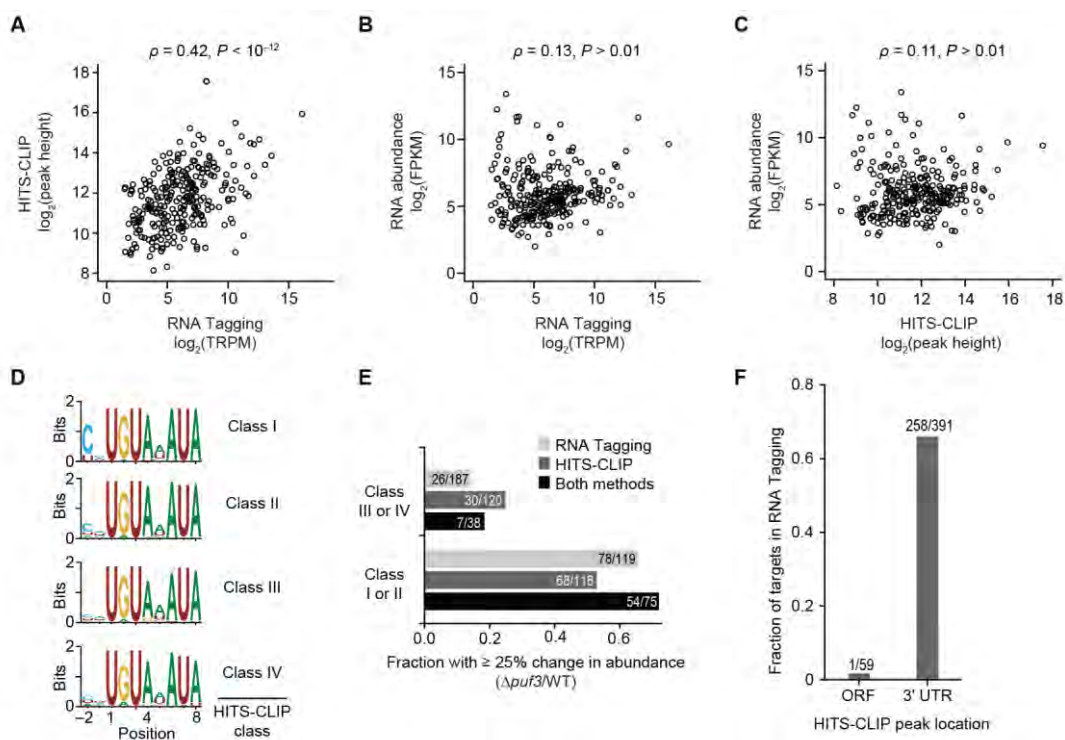 A
ρ = 0.42, P < 10⁻¹²
18
16
14
12
10
8
HITS-CLIP
log₂(peak height)
0
5
10
15
RNA Tagging
log₂(TRPM)
B
ρ = 0.13, P > 0.01
15
10
5
0
RNA abundance
log₂(FPKM)
0
5
10
15
RNA Tagging
log₂(TRPM)
C
ρ = 0.11, P > 0.01
15
10
5
0
RNA abundance
log₂(FPKM)
8
10
12
14
16
18
HITS-CLIP
log₂(peak height)
D
2
Bits
0
C UGUA AUA
Class I
2
Bits
0
UGUA AUA
Class II
2
Bits
0
UGUA AUA
Class III
2
Bits
0
UGUA AUA
Class IV
−2
1
4
8
Position
HITS-CLIP
class
E
RNA Tagging
HITS-CLIP
Both methods
Class
III or IV
26/187
30/120
7/38
Class
I or II
78/119
68/118
54/75
0.0
0.2
0.4
0.6
Fraction with ≥ 25% change in abundance
(Δpuf3/WT)
F
0.8
0.6
0.4
0.2
0
Fraction of targets in RNA Tagging
1/59
258/391
ORF
3' UTR
HITS-CLIP peak location